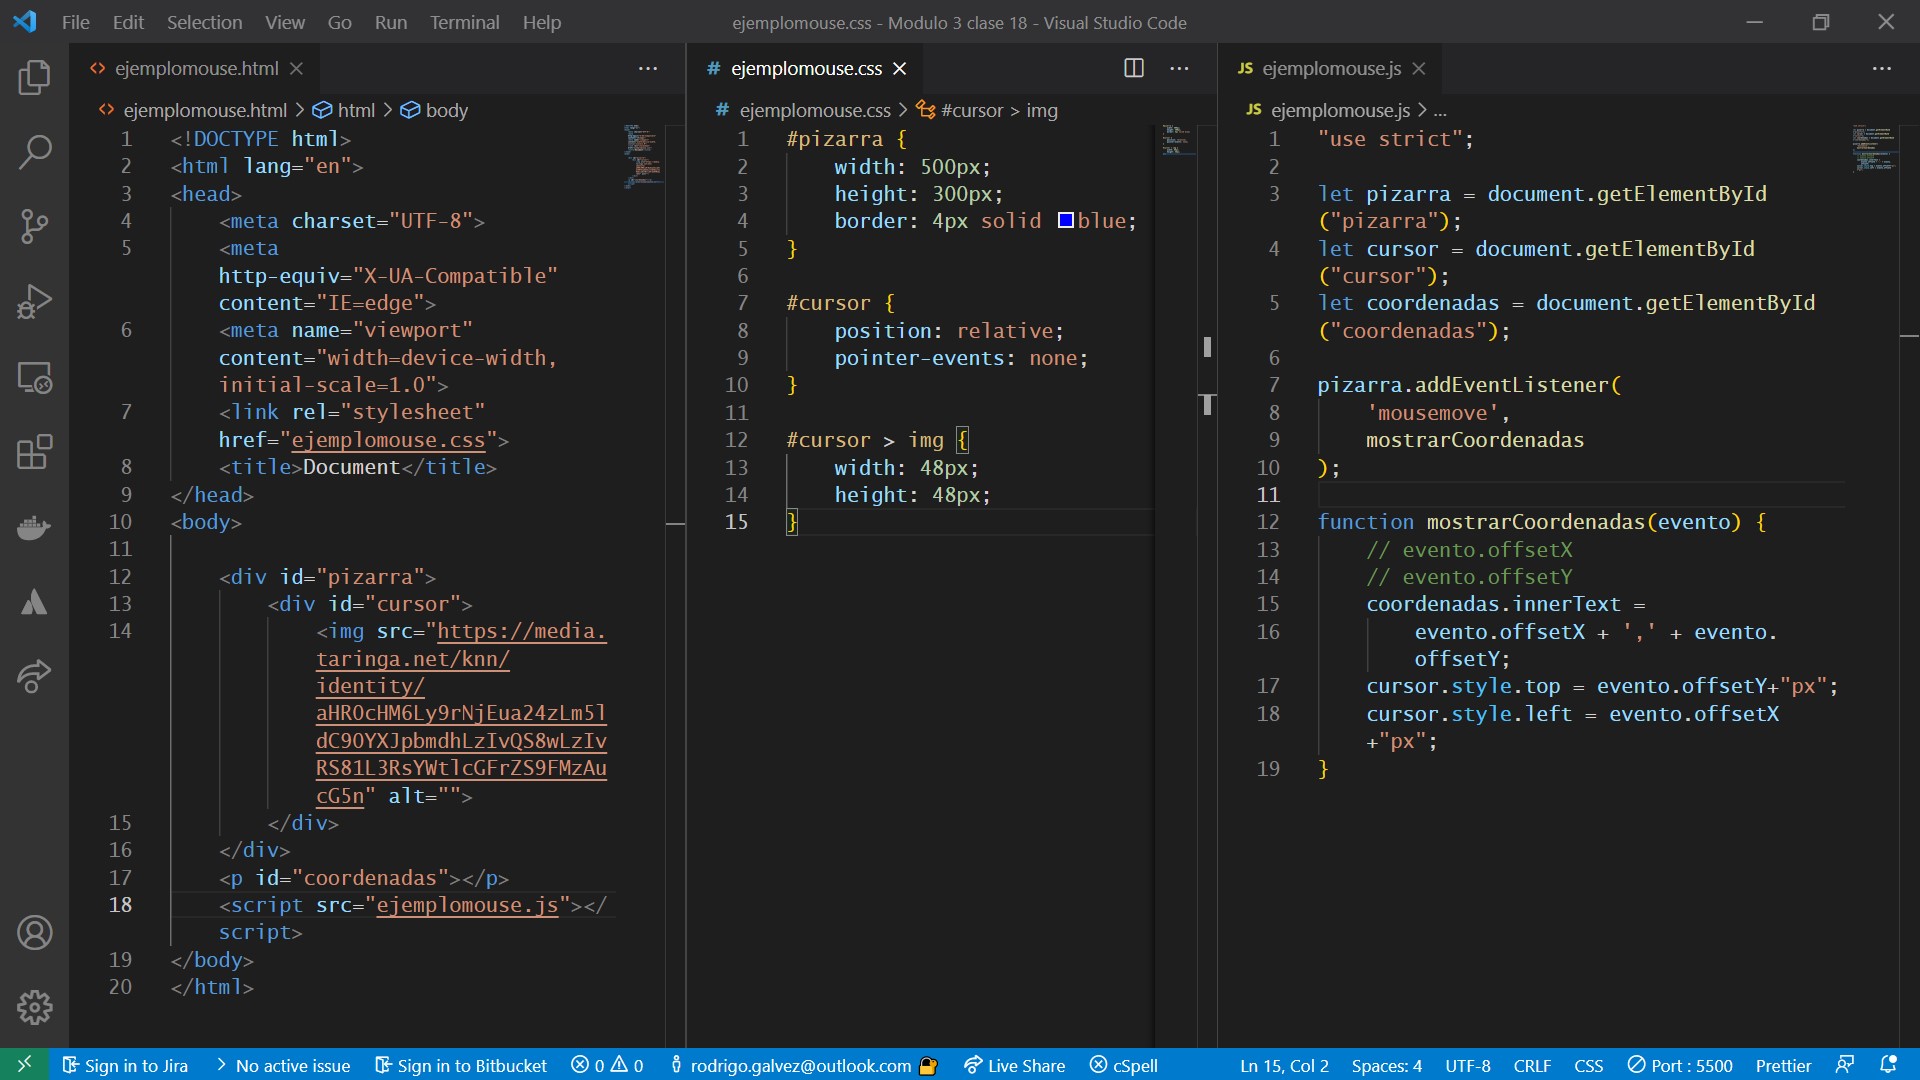 File Edit Selection View Go Run Terminal Help ejemplomouse.css - Modulo 3 clase 18 - Visual Studio Code
ejemplomouse.html
ejemplomouse.html > html > body
1 <!DOCTYPE html>
2 <html lang="en">
3 <head>
4 <meta charset="UTF-8">
5 <meta
http-equiv="X-UA-Compatible"
content="IE=edge">
6 <meta name="viewport"
content="width=device-width,
initial-scale=1.0">
7 <link rel="stylesheet"
href="ejemplomouse.css">
8 <title>Document</title>
9 </head>
10 <body>
11
12 <div id="pizarra">
13 <div id="cursor">
14 <img src="https://media.
taringa.net/knn/
identity/
aHR0cHM6Ly9rNjEua24zLm5l
dC90YXJpbmdhLzIvQS8wLzIv
RS81L3RsYWtlcGFrZS9FMzAu
cG5n" alt="">
15 </div>
16 </div>
17 <p id="coordenadas"></p>
18 <script src="ejemplomouse.js"></
script>
19 </body>
20 </html>
# ejemplomouse.css
# ejemplomouse.css > #cursor > img
1 #pizarra {
2 width: 500px;
3 height: 300px;
4 border: 4px solid blue;
5 }
6
7 #cursor {
8 position: relative;
9 pointer-events: none;
10 }
11
12 #cursor > img {
13 width: 48px;
14 height: 48px;
15 }
JS ejemplomouse.js
JS ejemplomouse.js > ...
1 "use strict";
2
3 let pizarra = document.getElementById
("pizarra");
4 let cursor = document.getElementById
("cursor");
5 let coordenadas = document.getElementById
("coordenadas");
6
7 pizarra.addEventListener(
8 'mousemove',
9 mostrarCoordenadas
10 );
11
12 function mostrarCoordenadas(evento) {
13 // evento.offsetX
14 // evento.offsetY
15 coordenadas.innerText =
16 evento.offsetX + ',' + evento.
offsetY;
17 cursor.style.top = evento.offsetY+"px";
18 cursor.style.left = evento.offsetX
+"px";
19 }
Sign in to Jira > No active issue Sign in to Bitbucket 0 0 rodrigo.galvez@outlook.com Live Share cSpell Ln 15, Col 2 Spaces: 4 UTF-8 CRLF CSS Port : 5500 Prettier